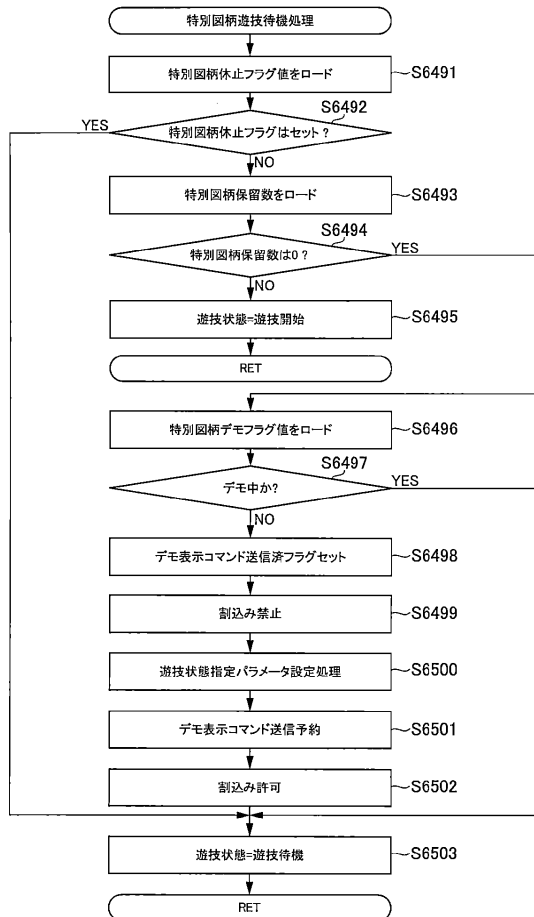 特別図柄遊技待機処理
特別図柄休止フラグ値をロード
S6491
S6492
YES
特別図柄休止フラグはセット?
NO
特別図柄保留数をロード
S6493
S6494
YES
特別図柄保留数は0?
NO
遊技状態=遊技開始
S6495
RET
特別図柄デモフラグ値をロード
S6496
S6497
YES
デモ中か?
NO
デモ表示コマンド送信済フラグセット
S6498
割込み禁止
S6499
遊技状態指定パラメータ設定処理
S6500
デモ表示コマンド送信予約
S6501
割込み許可
S6502
遊技状態=遊技待機
S6503
RET